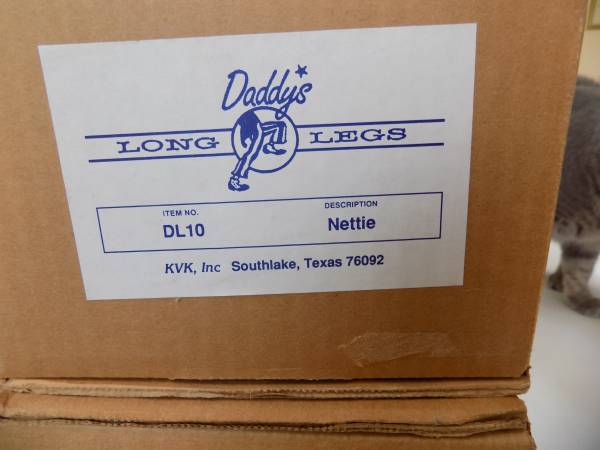 Daddy's
LONG LEGS
ITEM NO. DESCRIPTION
DL10 Nettie
KVK, Inc Southlake, Texas 76092